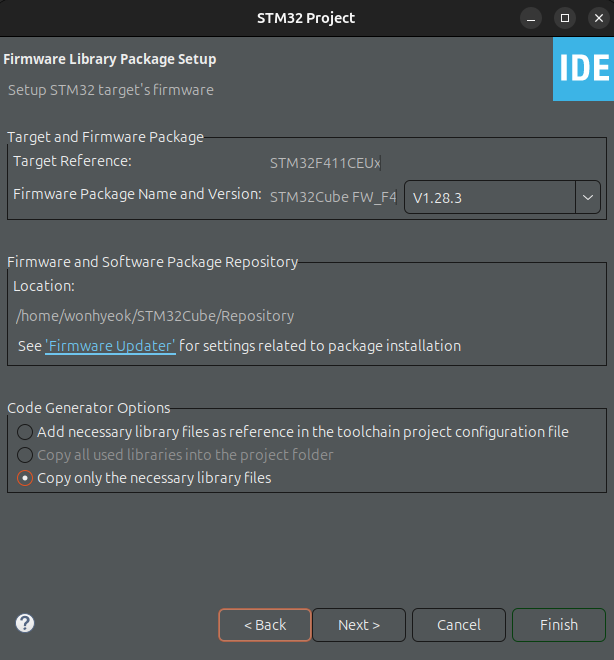 STM32 Project
Firmware Library Package Setup
Setup STM32 target's firmware
IDE
Target and Firmware Package
Target Reference: STM32F411CEUx
Firmware Package Name and Version: STM32Cube FW_F4 V1.28.3
Firmware and Software Package Repository
Location:
/home/wonhyeok/STM32Cube/Repository
See 'Firmware Updater' for settings related to package installation
Code Generator Options
Add necessary library files as reference in the toolchain project configuration file
Copy all used libraries into the project folder
Copy only the necessary library files
? < Back Next > Cancel Finish